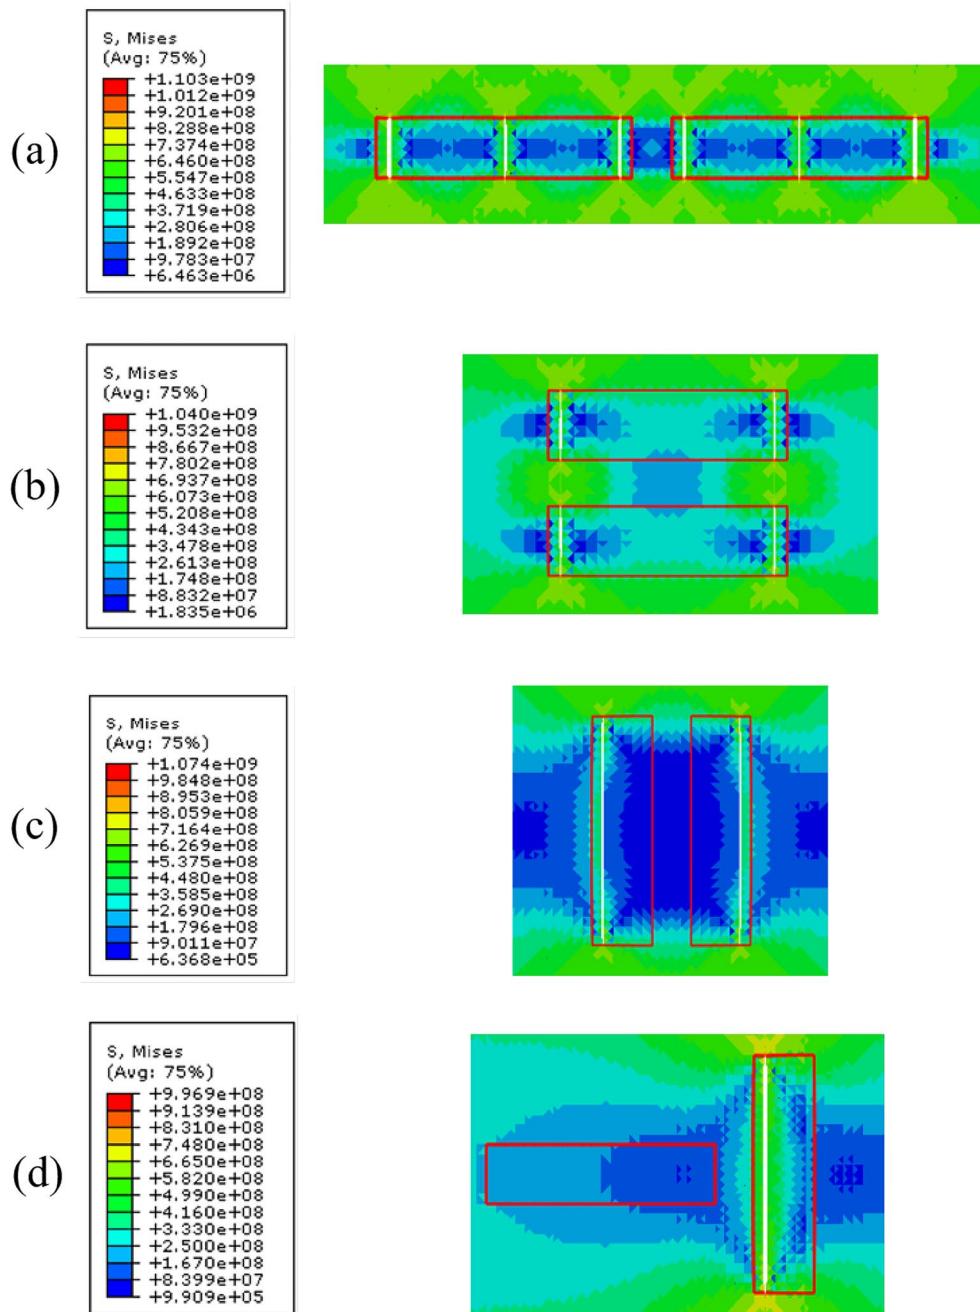 (a)
S, Mises
(Avg: 75%)
+1.103e+09
+1.012e+09
+9.201e+08
+8.288e+08
+7.374e+08
+6.460e+08
+5.547e+08
+4.633e+08
+3.719e+08
+2.806e+08
+1.892e+08
+9.783e+07
+6.463e+06
(b)
S, Mises
(Avg: 75%)
+1.040e+09
+9.532e+08
+8.667e+08
+7.802e+08
+6.937e+08
+6.073e+08
+5.208e+08
+4.343e+08
+3.478e+08
+2.613e+08
+1.748e+08
+8.832e+07
+1.835e+06
(c)
S, Mises
(Avg: 75%)
+1.074e+09
+9.848e+08
+8.953e+08
+8.059e+08
+7.164e+08
+6.269e+08
+5.375e+08
+4.480e+08
+3.585e+08
+2.690e+08
+1.796e+08
+9.011e+07
+6.368e+05
(d)
S, Mises
(Avg: 75%)
+9.969e+08
+9.139e+08
+8.310e+08
+7.480e+08
+6.650e+08
+5.820e+08
+4.990e+08
+4.160e+08
+3.330e+08
+2.500e+08
+1.670e+08
+8.399e+07
+9.909e+05